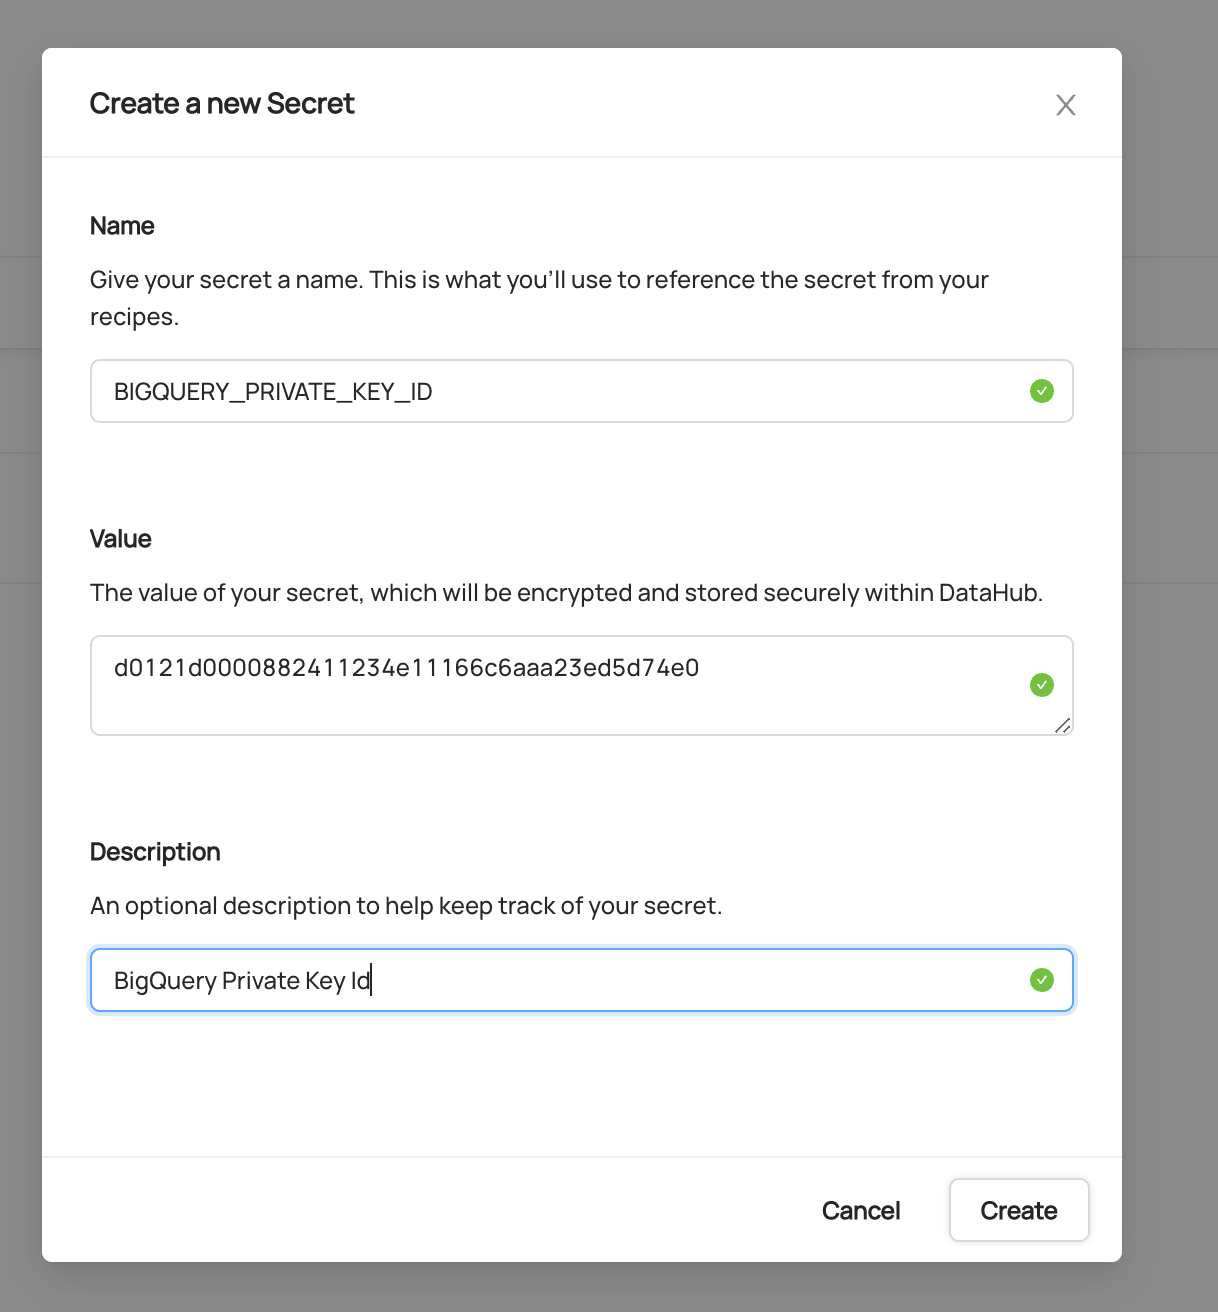 Create a new Secret
Name
Give your secret a name. This is what you'll use to reference the secret from your
recipes.
BIGQUERY_PRIVATE_KEY_ID
Value
The value of your secret, which will be encrypted and stored securely within DataHub.
d0121d0000882411234e11166c6aaa23ed5d74e0
Description
An optional description to help keep track of your secret.
BigQuery Private Key Id
Cancel
Create